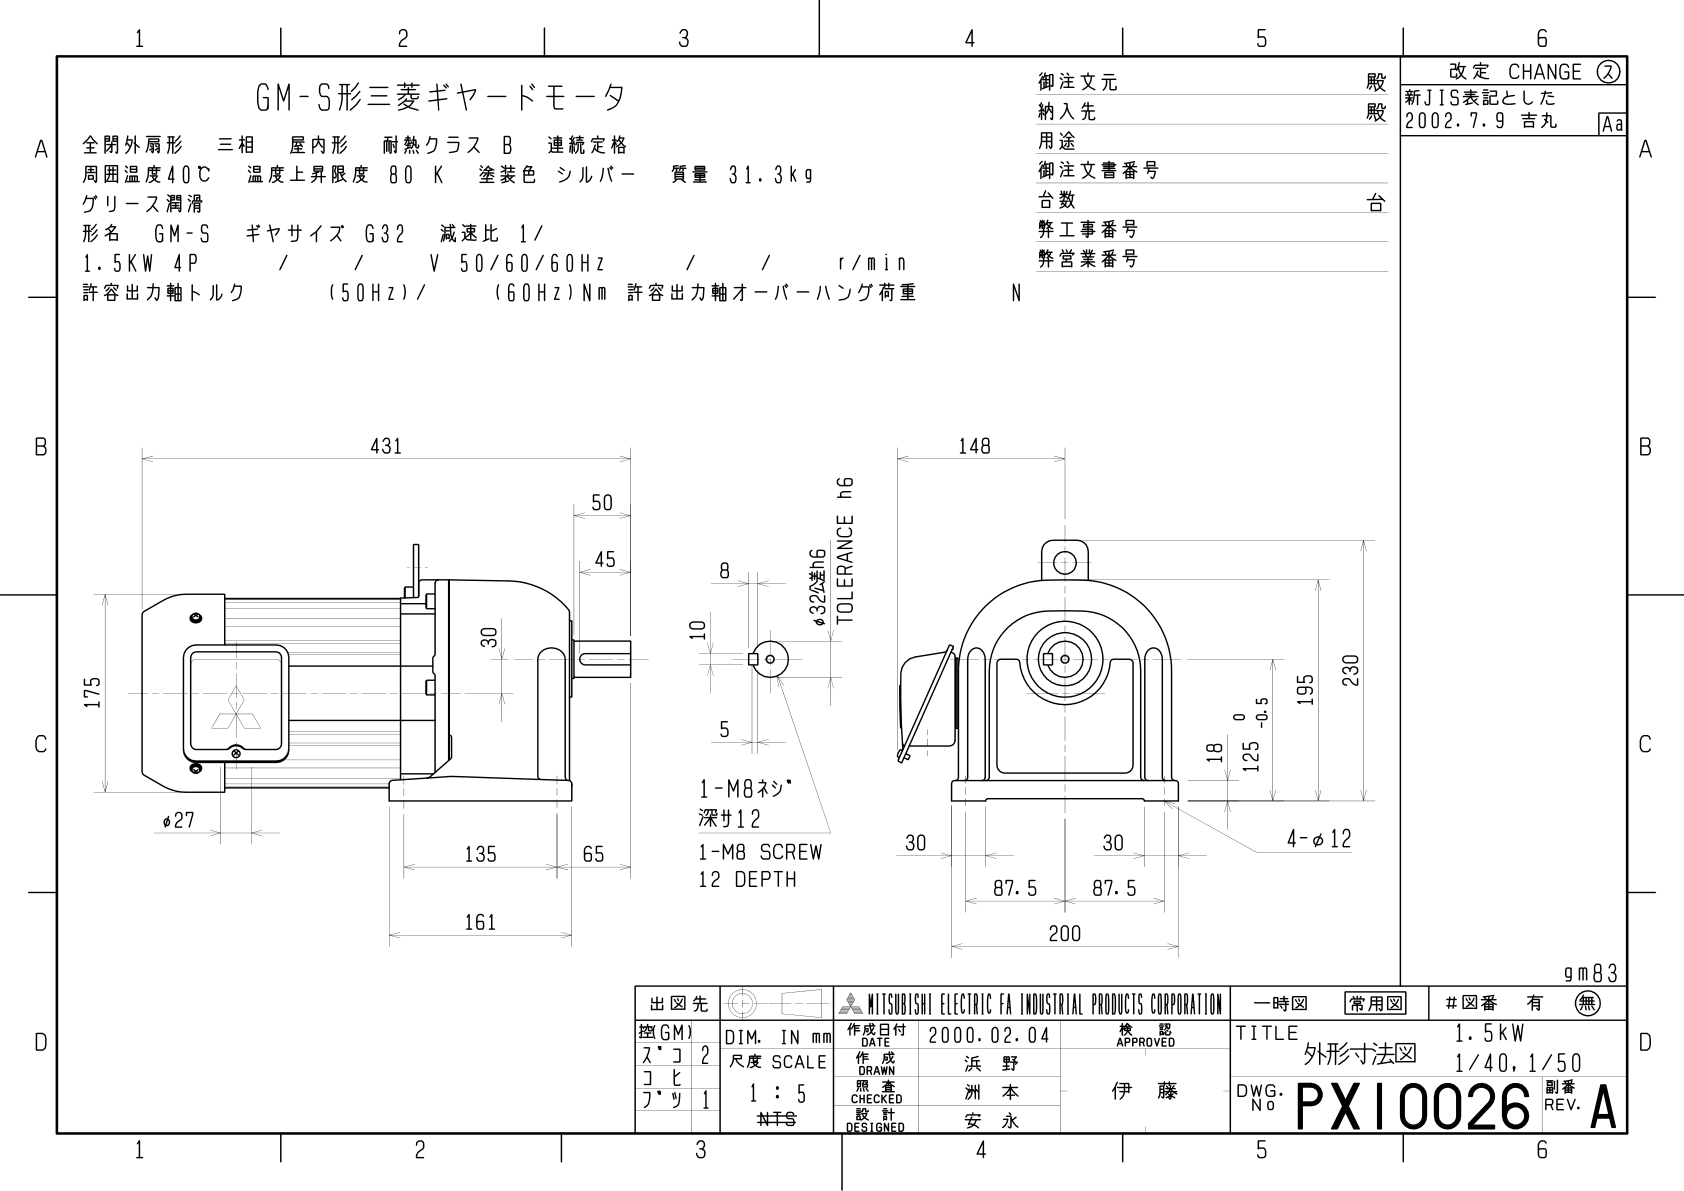 1 2 3 4 5 6
A
B
C
D
GM-S形三菱ギヤードモータ
全閉外扇形 三相 屋内形 耐熱クラス B 連続定格
周囲温度40℃ 温度上昇限度 80 K 塗装色 シルバー 質量 31.3kg
グリース潤滑
形名 GM-S ギヤサイズ G32 減速比 1/
1.5KW 4P / / V 50/60/60Hz / / r/min
許容出力軸トルク (50Hz)/ (60Hz)Nm 許容出力軸オーバーハング荷重 N
御注文元 殿
納入先 殿
用途
御注文書番号
台数 台
弊工事番号
弊営業番号
改定 CHANGE ㋜
新JIS表記とした
2002.7.9 吉丸 Aa
A
B
C
D
431
50
45
30
175
φ27
135
65
161
8
10
5
φ32公差h6
TOLERANCE h6
1-M8ネジ
深サ12
1-M8 SCREW
12 DEPTH
148
230
195
125 0 -0.5
18
30
30
4-φ12
87.5
87.5
200
gm83
出図先
控(GM)
ズコ 2
コヒ
ブツ 1
DIM. IN mm
尺度 SCALE
1 : 5
NTS
MITSUBISHI ELECTRIC FA INDUSTRIAL PRODUCTS CORPORATION
作成日付 DATE 2000.02.04
作成 DRAWN 浜野
照査 CHECKED 洲本
設計 DESIGNED 安永
検認 APPROVED
伊藤
一時図 常用図 #図番 有 無
TITLE
外形寸法図
1.5kW
1/40,1/50
DWG. No PX10026
副番 REV. A
1 2 3 4 5 6